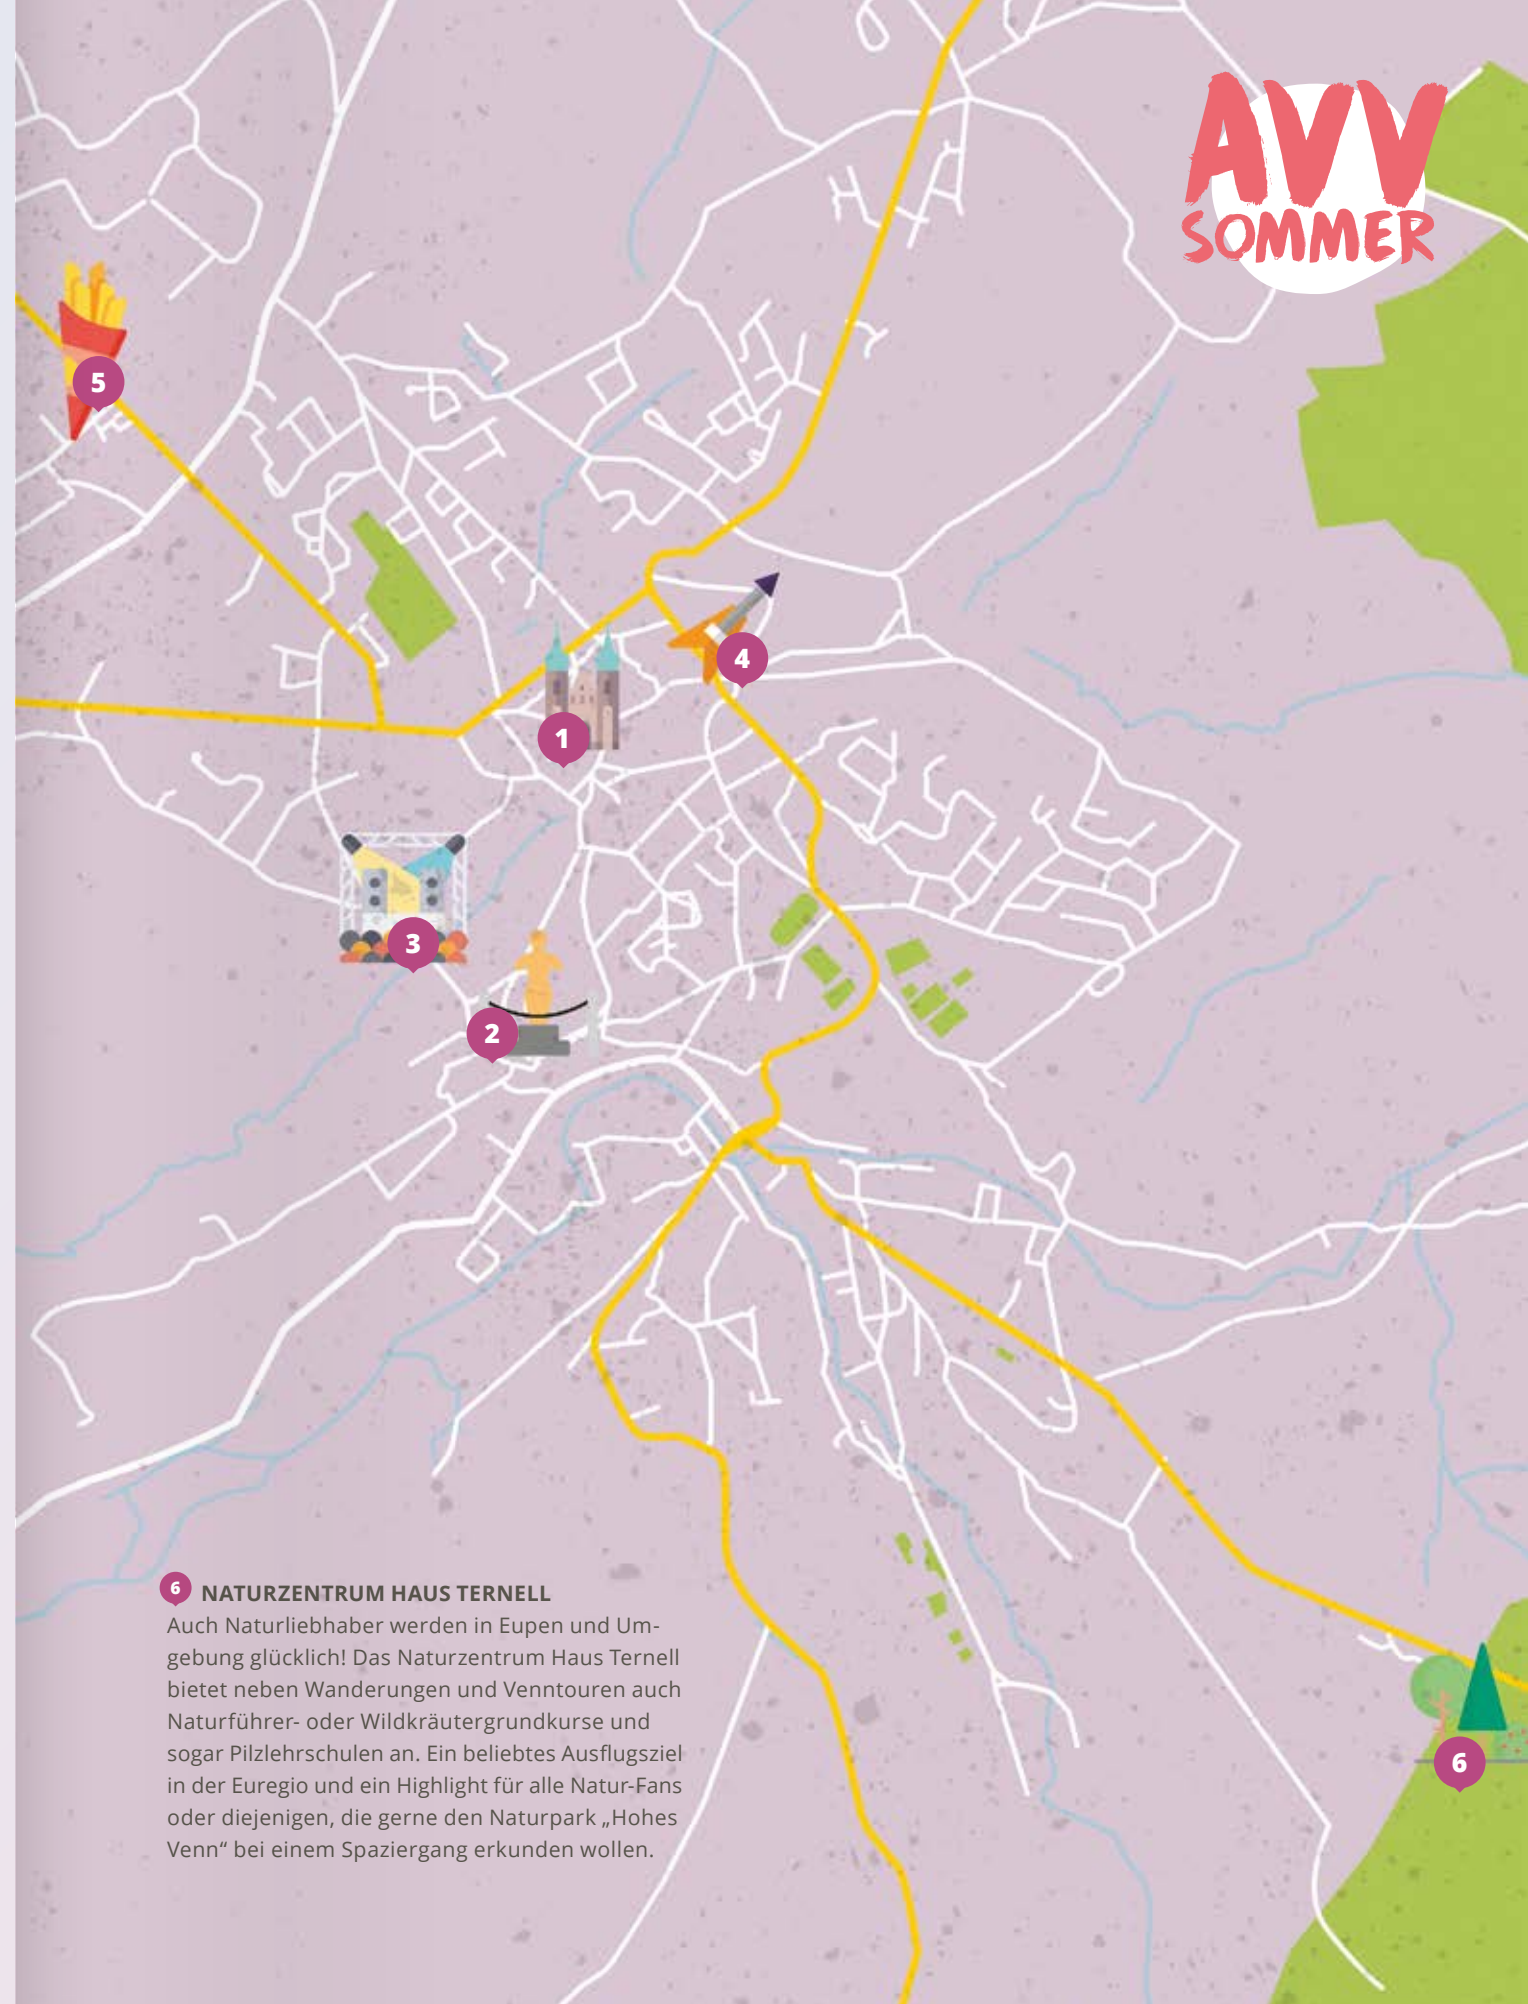 AVV
SOMMER
5
4
1
3
2
6 NATURZENTRUM HAUS TERNELL
Auch Naturliebhaber werden in Eupen und Um-
gebung glücklich! Das Naturzentrum Haus Ternell
bietet neben Wanderungen und Venntouren auch
Naturführer- oder Wildkräutergrundkurse und
sogar Pilzlehrschulen an. Ein beliebtes Ausflugsziel
in der Euregio und ein Highlight für alle Natur-Fans
oder diejenigen, die gerne den Naturpark „Hohes
Venn“ bei einem Spaziergang erkunden wollen.
6